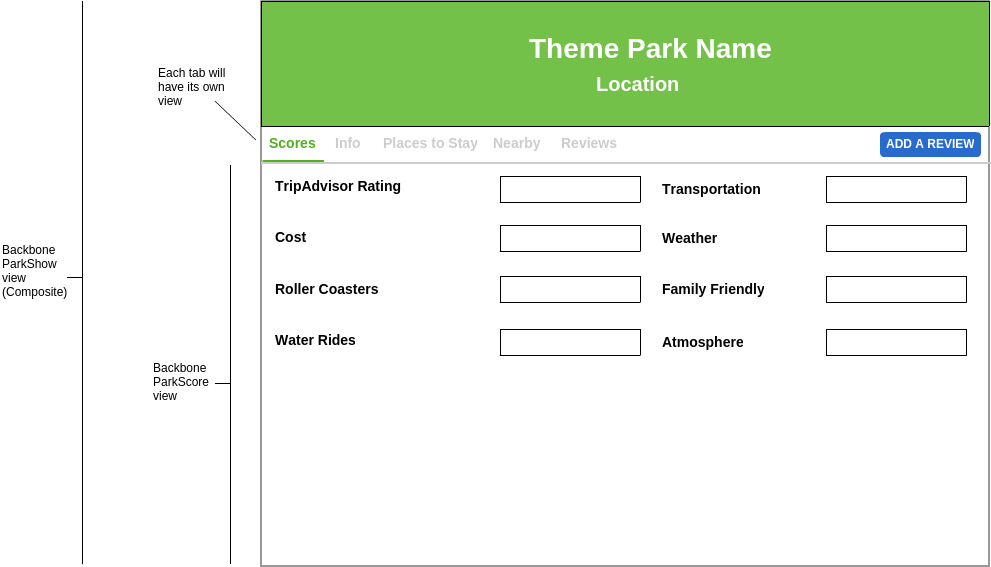 Theme Park Name
Location
Each tab will
have its own
view
Scores Info Places to Stay Nearby Reviews ADD A REVIEW
TripAdvisor Rating Transportation
Cost Weather
Backbone
ParkShow
view
(Composite)
Roller Coasters Family Friendly
Water Rides Atmosphere
Backbone
ParkScore
view